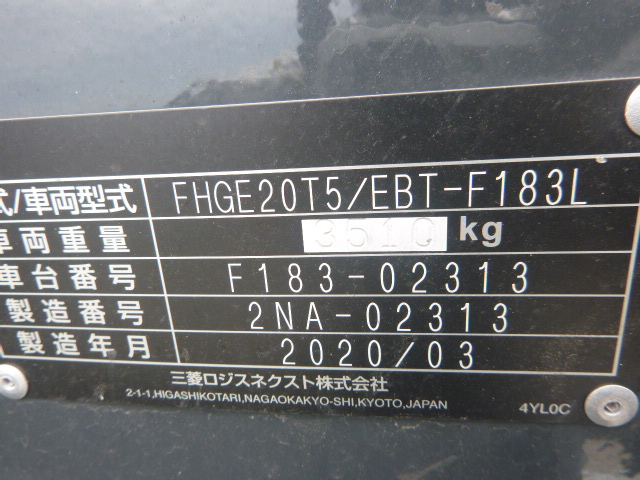 式/車両型式 FHGE20T5/EBT-F183L
車両重量 3510 kg
車台番号 F183-02313
製造番号 2NA-02313
製造年月 2020/03
三菱ロジスネクスト株式会社
2-1-1,HIGASHIKOTARI,NAGAOKAKYO-SHI,KYOTO,JAPAN
4YL0C